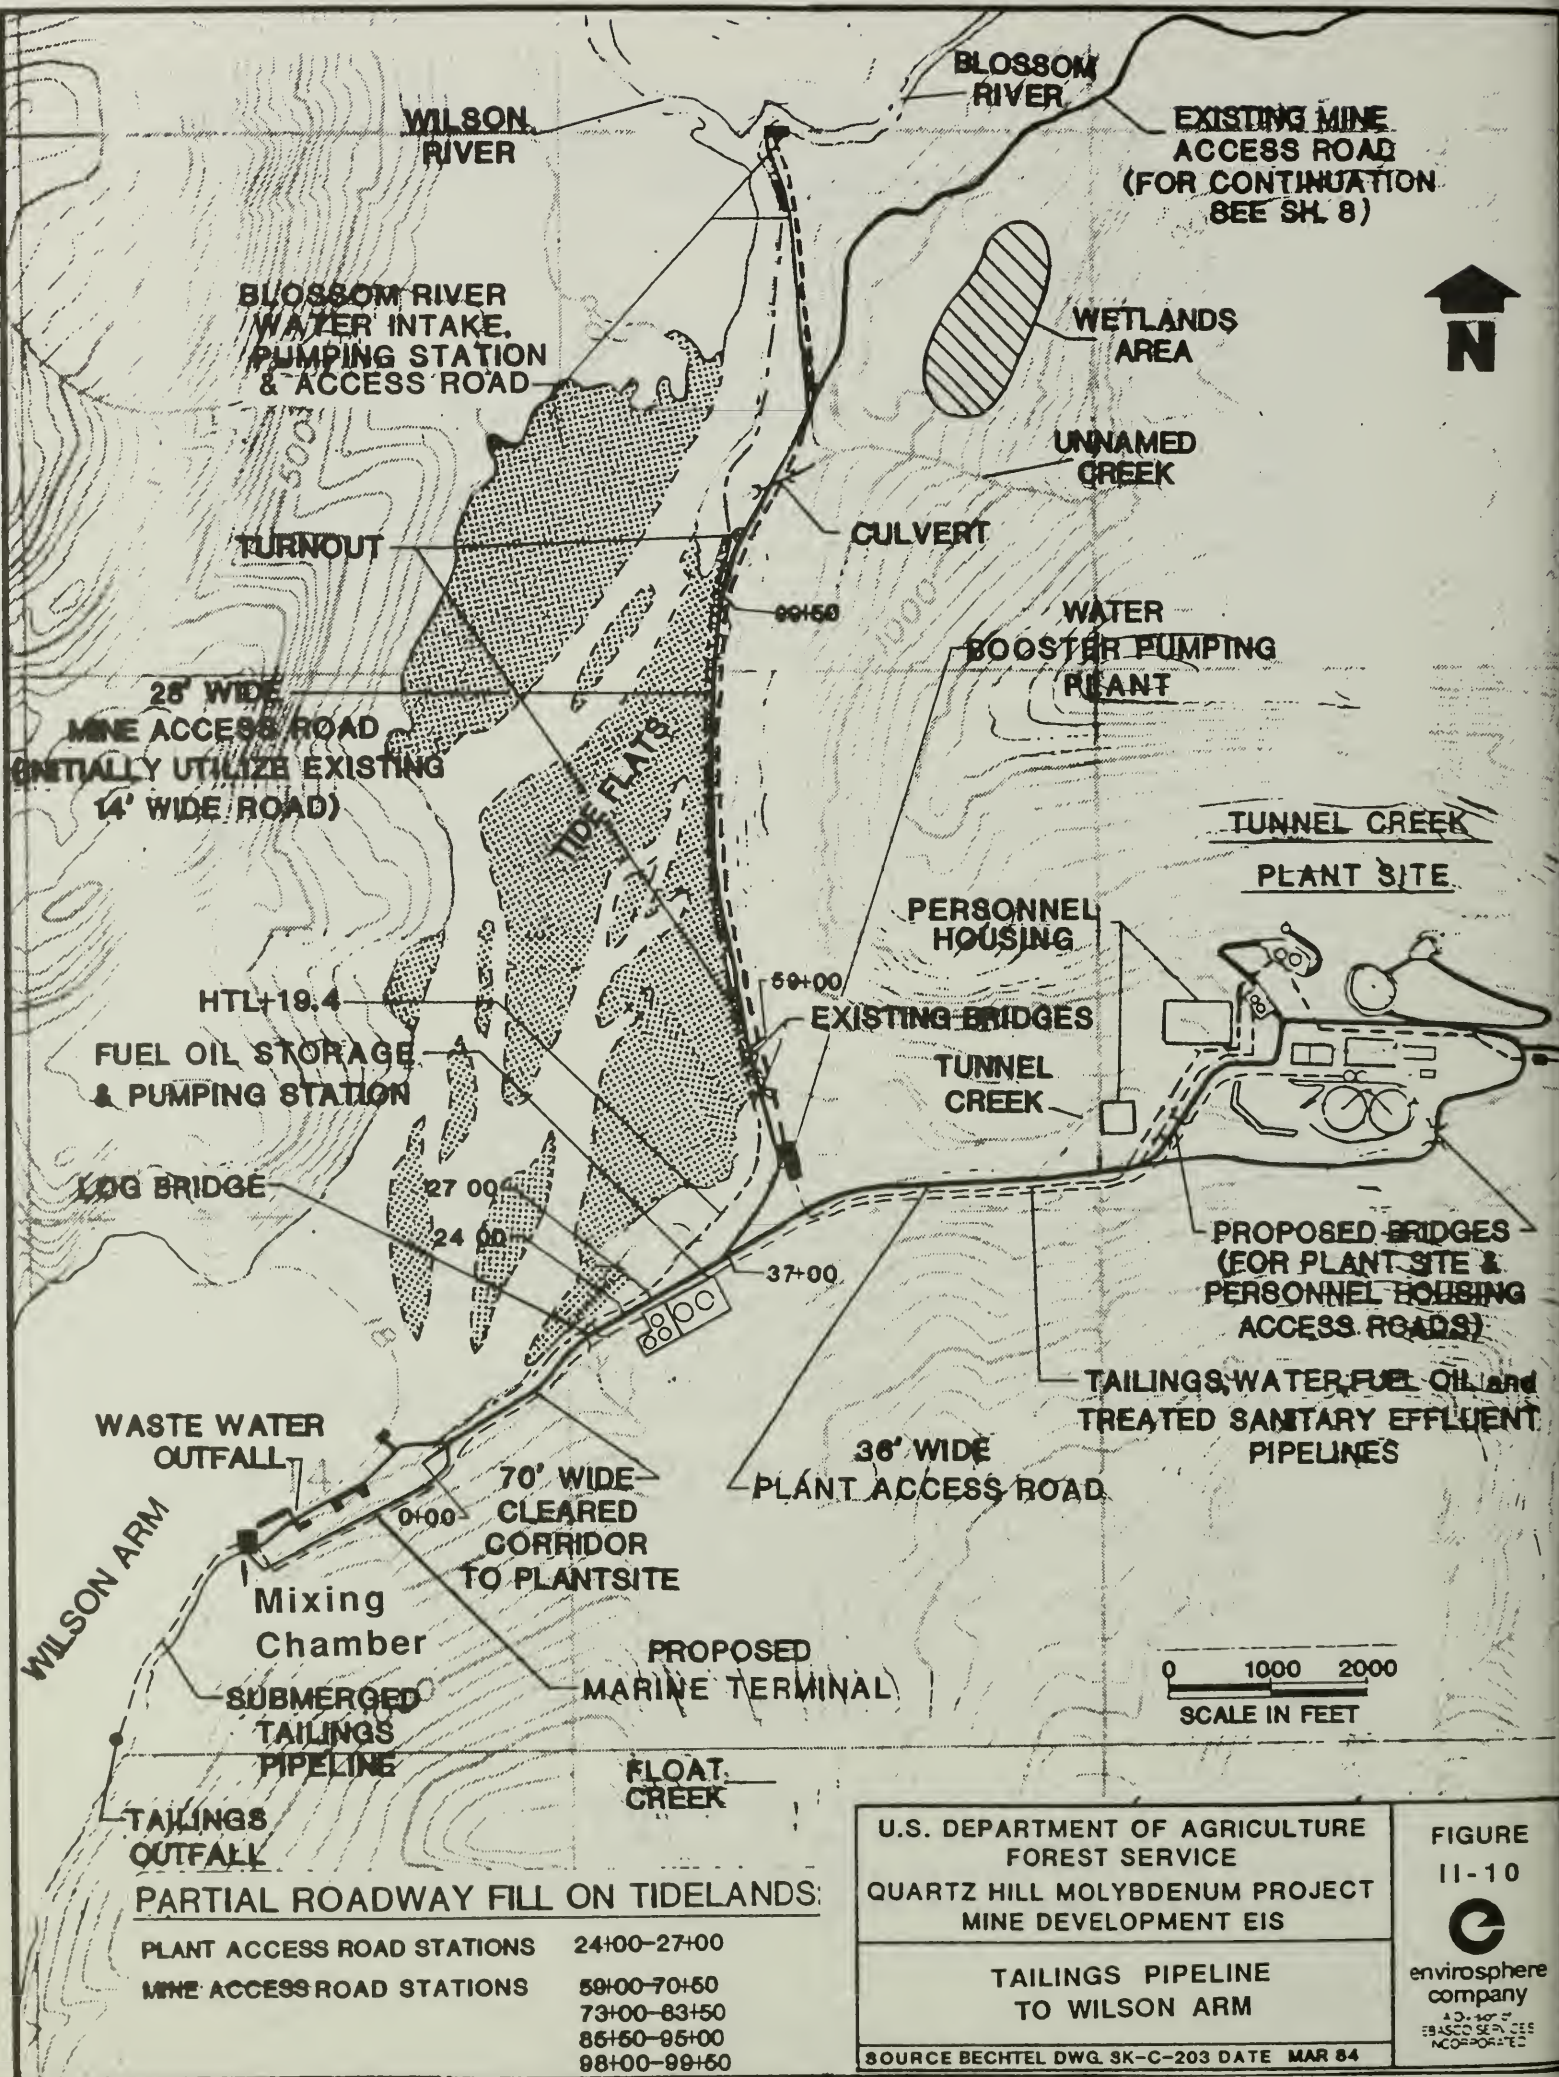 BLOSSOM
RIVER
WILSON
RIVER
EXISTING MINE
ACCESS ROAD
(FOR CONTINUATION
SEE SH. 8)
N
BLOSSOM RIVER
WATER INTAKE,
PUMPING STATION
& ACCESS ROAD
WETLANDS
AREA
500
UNNAMED
CREEK
TURNOUT
CULVERT
99+50
1000
WATER
BOOSTER PUMPING
PLANT
25' WIDE
MINE ACCESS ROAD
(INITIALLY UTILIZE EXISTING
14' WIDE ROAD)
TIDE FLATS
TUNNEL CREEK
PLANT SITE
PERSONNEL
HOUSING
HTL+19.4
59+00
EXISTING BRIDGES
FUEL OIL STORAGE
& PUMPING STATION
TUNNEL
CREEK
LOG BRIDGE
27 00
24 00
37+00
PROPOSED BRIDGES
(FOR PLANT SITE &
PERSONNEL HOUSING
ACCESS ROADS)
TAILINGS, WATER, FUEL OIL and
TREATED SANITARY EFFLUENT
PIPELINES
WASTE WATER
OUTFALL
36' WIDE
PLANT ACCESS ROAD
70' WIDE
CLEARED
CORRIDOR
TO PLANTSITE
0+00
WILSON ARM
Mixing
Chamber
PROPOSED
MARINE TERMINAL
SUBMERGED
TAILINGS
PIPELINE
0 1000 2000
SCALE IN FEET
FLOAT
CREEK
TAILINGS
OUTFALL
PARTIAL ROADWAY FILL ON TIDELANDS:
PLANT ACCESS ROAD STATIONS 24+00-27+00
MINE ACCESS ROAD STATIONS 59+00-70+50
73+00-83+50
85+50-95+00
98+00-99+50
U.S. DEPARTMENT OF AGRICULTURE
FOREST SERVICE
QUARTZ HILL MOLYBDENUM PROJECT
MINE DEVELOPMENT EIS
TAILINGS PIPELINE
TO WILSON ARM
SOURCE BECHTEL DWG. SK-C-203 DATE MAR 84
FIGURE
II-10
envirosphere
company
EBASCO SERVICES
INCORPORATED